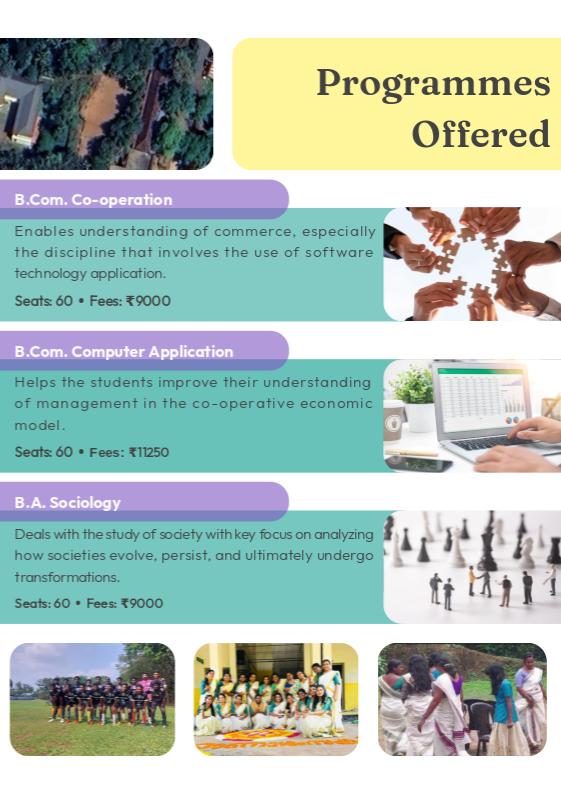 Programmes
Offered
B.Com. Co-operation
Enables understanding of commerce, especially
the discipline that involves the use of software
technology application.
Seats: 60 • Fees: ₹9000
B.Com. Computer Application
Helps the students improve their understanding
of management in the co-operative economic
model.
Seats: 60 • Fees: ₹11250
B.A. Sociology
Deals with the study of society with key focus on analyzing
how societies evolve, persist, and ultimately undergo
transformations.
Seats: 60 • Fees: ₹9000